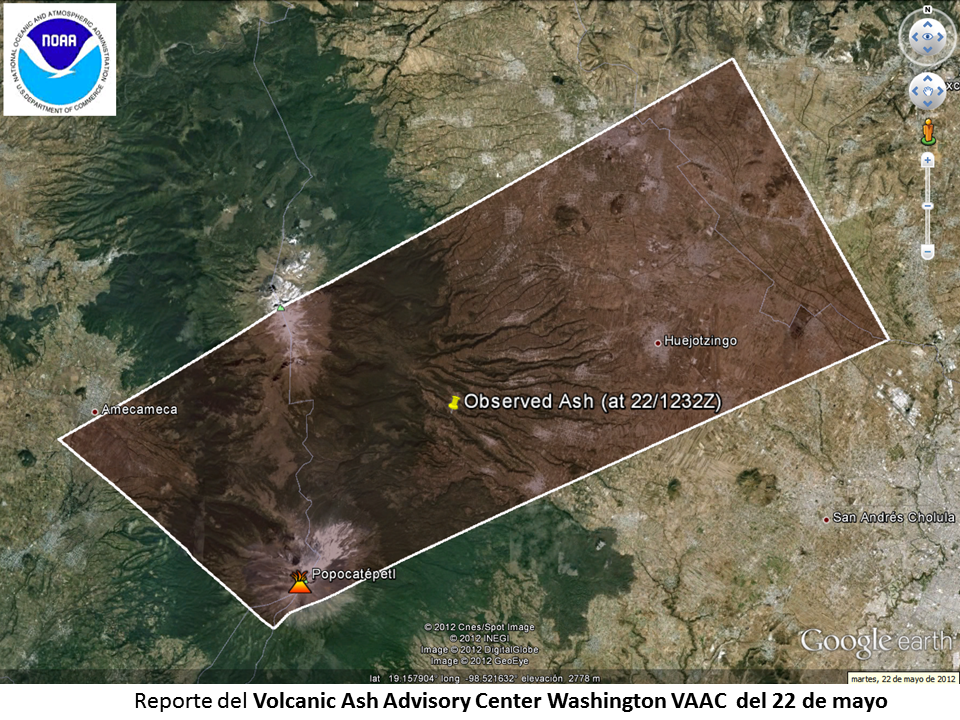 NATIONAL OCEANIC AND ATMOSPHERIC ADMINISTRATION
NOAA
U.S. DEPARTMENT OF COMMERCE
N
xc
Huejotzingo
Observed Ash (at 22/1232Z)
Amecameca
San Andrés Cholula
Popocatépetl
© 2012 Cnes/Spot Image
© 2012 INEGI
Image © 2012 DigitalGlobe
Image © 2012 GeoEye
Google earth
lat 19.157904° long -98.521632° elevación 2778 m
martes, 22 de mayo de 2012
Reporte del Volcanic Ash Advisory Center Washington VAAC del 22 de mayo